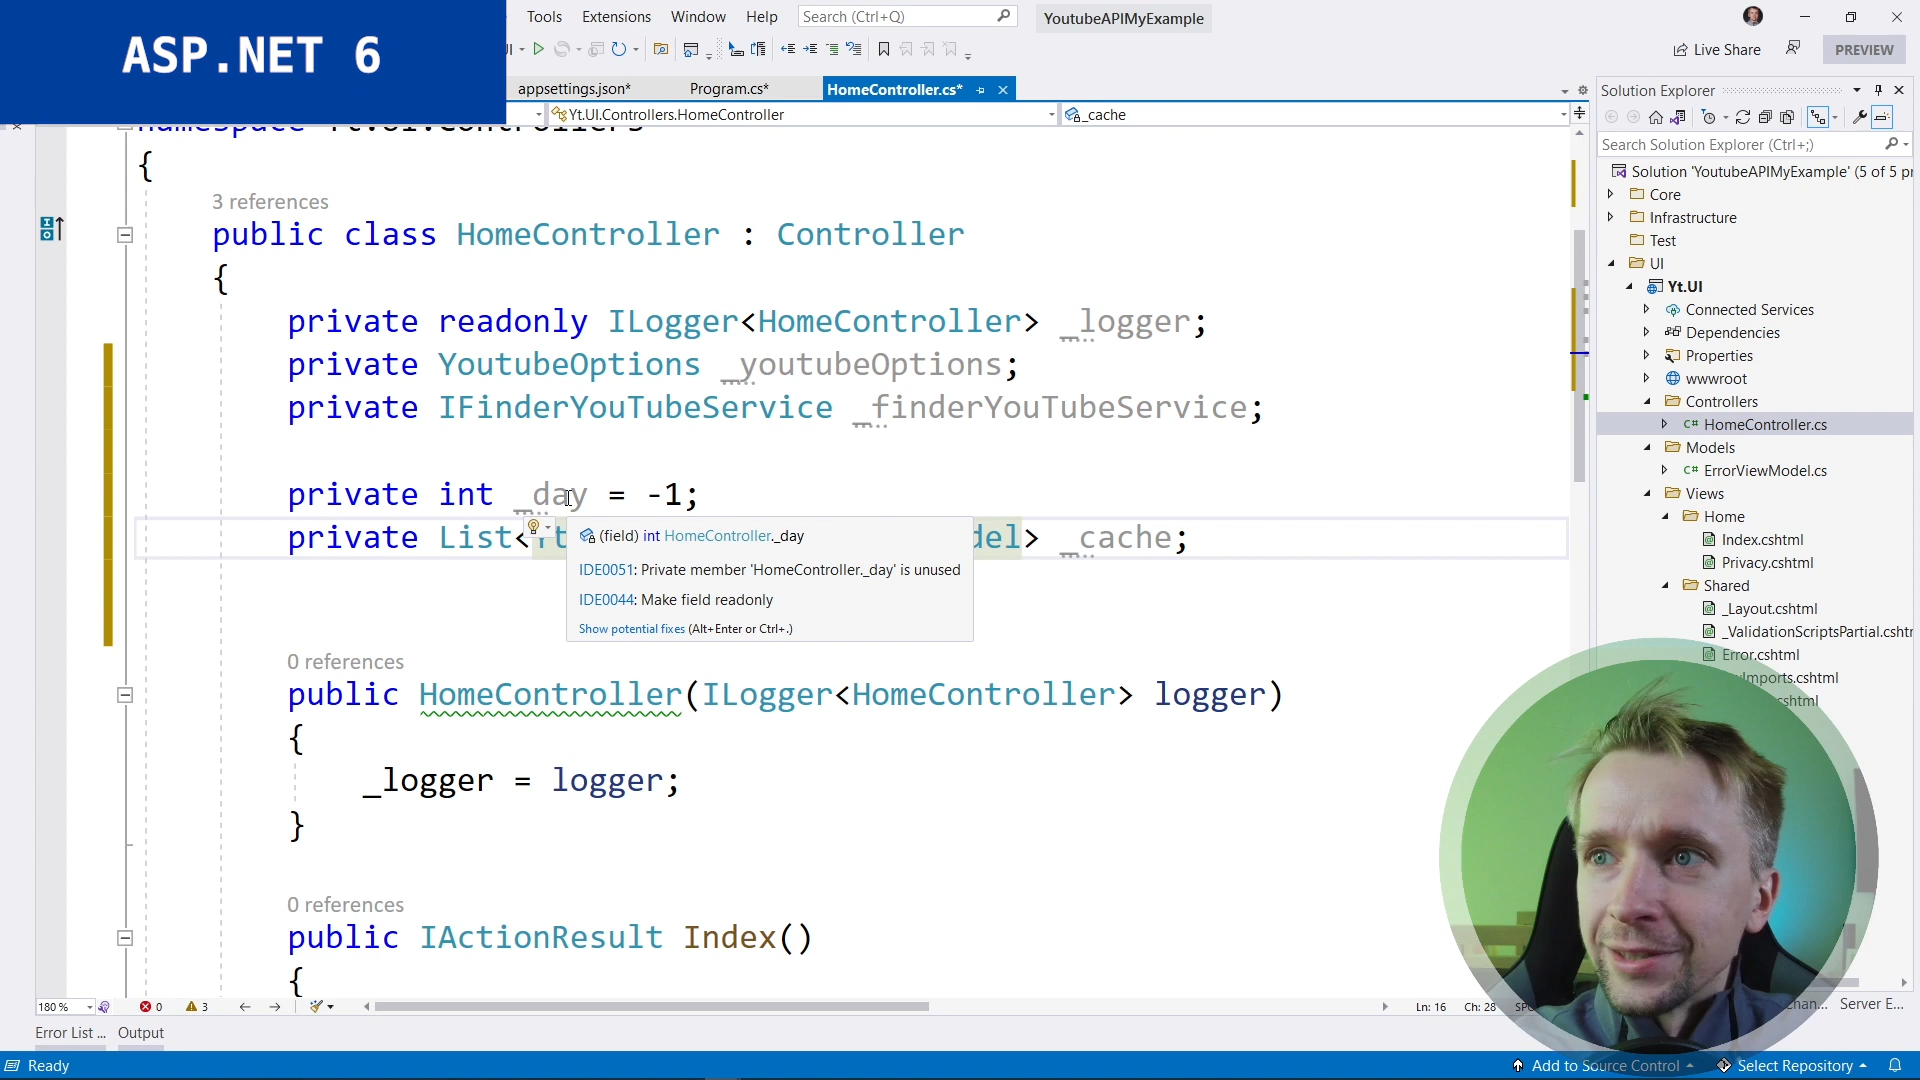 ASP.NET 6
Tools Extensions Window Help Search (Ctrl+Q) YoutubeAPIMyExample
Live Share PREVIEW
appsettings.json* Program.cs* HomeController.cs*
Yt.UI.Controllers.HomeController _cache
{
3 references
public class HomeController : Controller
{
private readonly ILogger<HomeController> _logger;
private YoutubeOptions _youtubeOptions;
private IFinderYouTubeService _finderYouTubeService;
private int _day = -1;
private List< > _cache;
(field) int HomeController._day
IDE0051: Private member 'HomeController._day' is unused
IDE0044: Make field readonly
Show potential fixes (Alt+Enter or Ctrl+.)
0 references
public HomeController(ILogger<HomeController> logger)
{
_logger = logger;
}
0 references
public IActionResult Index()
{
180 % 0 3 Ln: 16 Ch: 28
Error List ... Output
Ready Add to Source Control Select Repository
Solution Explorer
Search Solution Explorer (Ctrl+;)
Solution 'YoutubeAPIMyExample' (5 of 5 pr
Core
Infrastructure
Test
UI
Yt.UI
Connected Services
Dependencies
Properties
wwwroot
Controllers
C# HomeController.cs
Models
C# ErrorViewModel.cs
Views
Home
Index.cshtml
Privacy.cshtml
Shared
_Layout.cshtml
_ValidationScriptsPartial.cshtm
Error.cshtml
Server E...